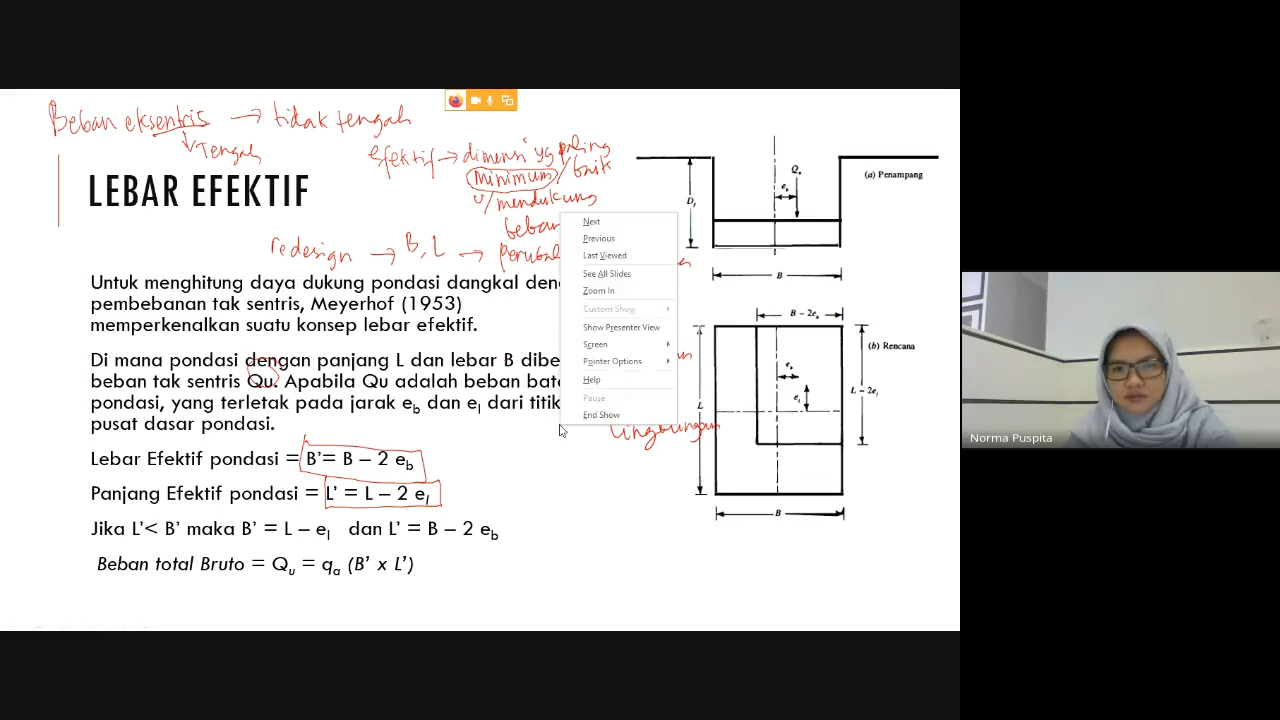 Beban eksentris → tidak tengah
Tengah
efektif → dimensi yg paling
minimum / baik
u/ mendukung
beban
LEBAR EFEKTIF
redesign → B, L →
Untuk menghitung daya dukung pondasi dangkal
pembebanan tak sentris, Meyerhof (1953)
memperkenalkan suatu konsep lebar efektif.
Di mana pondasi dengan panjang L dan lebar B
beban tak sentris Qu. Apabila Qu adalah beban
pondasi, yang terletak pada jarak eb dan el dari
pusat dasar pondasi.
Lebar Efektif pondasi = B'= B – 2 eb
Panjang Efektif pondasi = L' = L – 2 el
Jika L'< B' maka B' = L – el dan L' = B – 2 eb
Beban total Bruto = Qu = qa (B' x L')
Next
Previous
Last Viewed
See All Slides
Zoom In
Custom Show
Show Presenter View
Screen
Pointer Options
Help
Pause
End Show
lingkungan
(a) Penampang
eb
Df
B
B – 2eb
(b) Rencana
eb
el
L – 2el
L
B
Norma Puspita